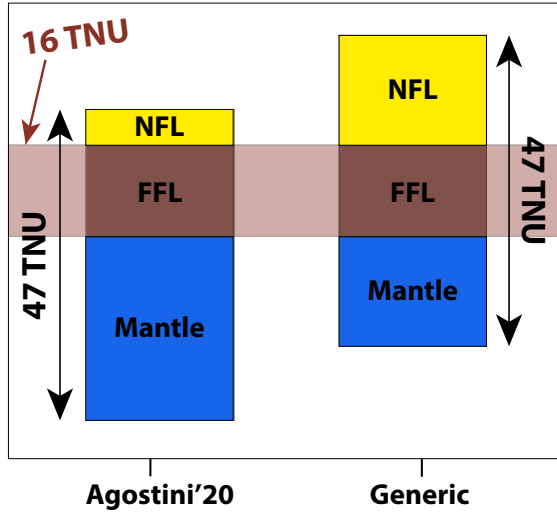 16 TNU
NFL
FFL
Mantle
47 TNU
NFL
FFL
Mantle
47 TNU
Agostini’20
Generic